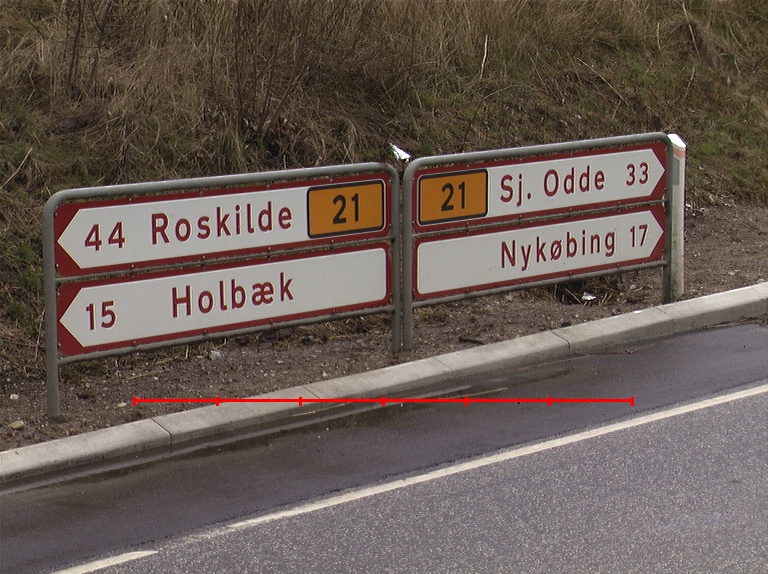 44 Roskilde 21
15 Holbæk
21 Sj. Odde 33
Nykøbing 17